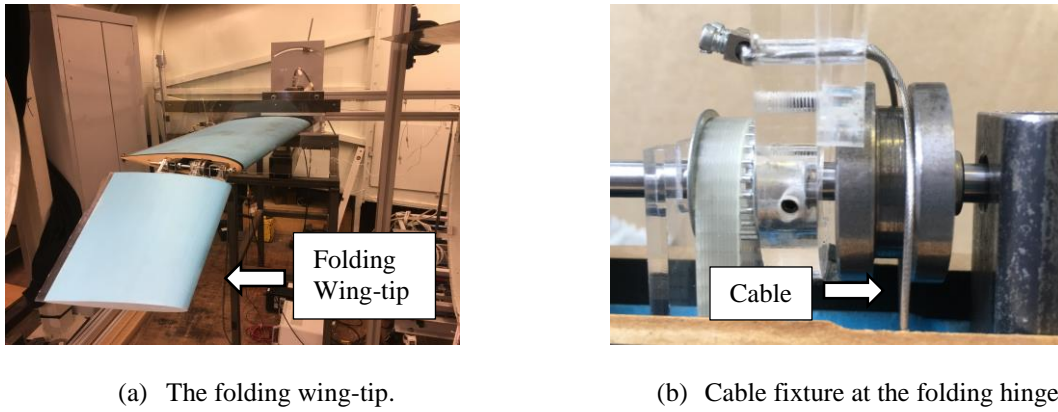 Folding
Wing-tip
Cable
(a) The folding wing-tip.
(b) Cable fixture at the folding hinge